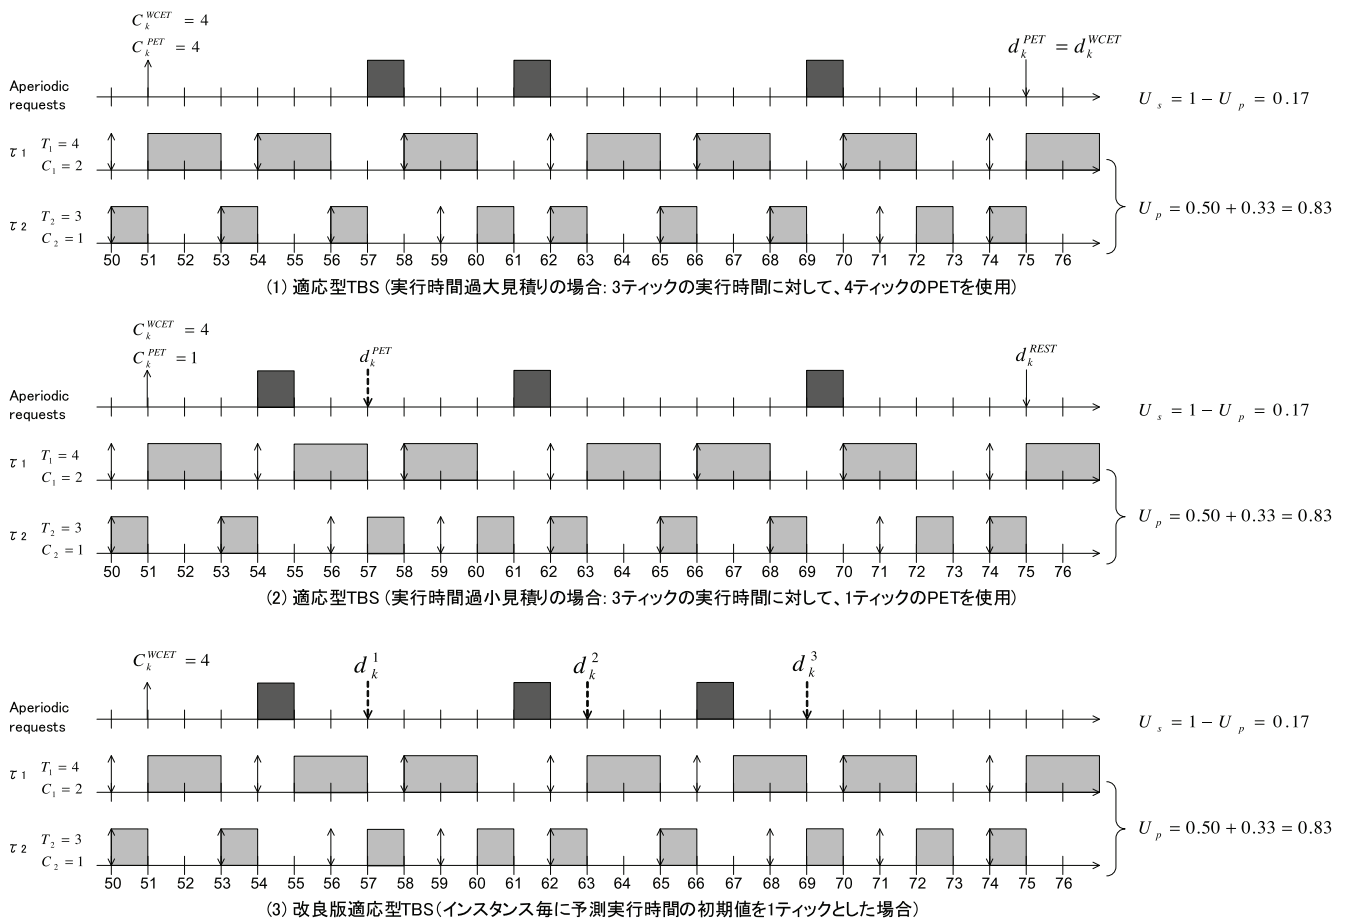 C_k^{WCET} = 4
C_k^{PET} = 4
d_k^{PET} = d_k^{WCET}
Aperiodic
requests
U_s = 1 − U_p = 0.17
τ1 T_1 = 4
C_1 = 2
τ2 T_2 = 3
C_2 = 1
U_p = 0.50 + 0.33 = 0.83
50 51 52 53 54 55 56 57 58 59 60 61 62 63 64 65 66 67 68 69 70 71 72 73 74 75 76
(1) 適応型TBS (実行時間過大見積りの場合: 3ティックの実行時間に対して、4ティックのPETを使用)
C_k^{WCET} = 4
C_k^{PET} = 1
d_k^{PET}
d_k^{REST}
Aperiodic
requests
U_s = 1 − U_p = 0.17
τ1 T_1 = 4
C_1 = 2
τ2 T_2 = 3
C_2 = 1
U_p = 0.50 + 0.33 = 0.83
50 51 52 53 54 55 56 57 58 59 60 61 62 63 64 65 66 67 68 69 70 71 72 73 74 75 76
(2) 適応型TBS (実行時間過小見積りの場合: 3ティックの実行時間に対して、1ティックのPETを使用)
C_k^{WCET} = 4
d_k^1
d_k^2
d_k^3
Aperiodic
requests
U_s = 1 − U_p = 0.17
τ1 T_1 = 4
C_1 = 2
τ2 T_2 = 3
C_2 = 1
U_p = 0.50 + 0.33 = 0.83
50 51 52 53 54 55 56 57 58 59 60 61 62 63 64 65 66 67 68 69 70 71 72 73 74 75 76
(3) 改良版適応型TBS(インスタンス毎に予測実行時間の初期値を1ティックとした場合)